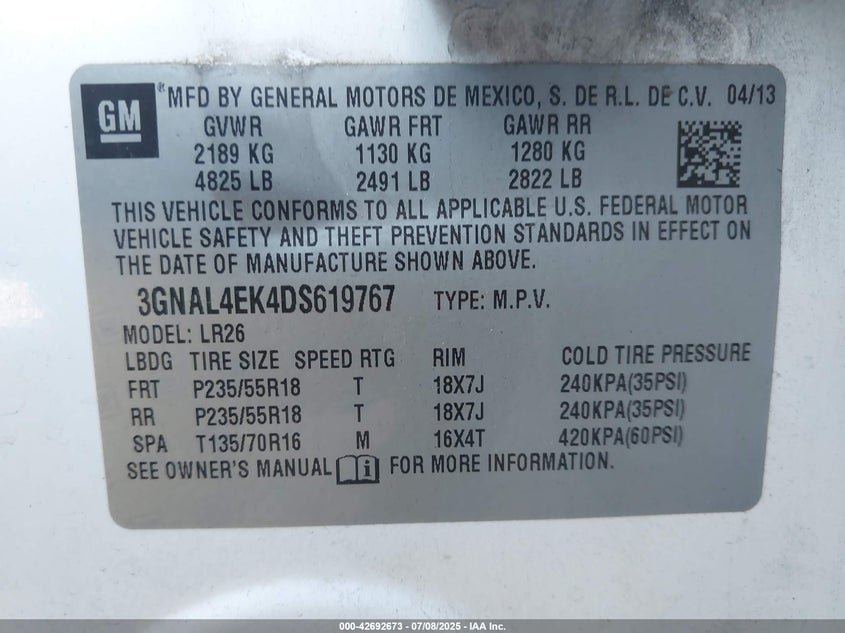 GM ® MFD BY GENERAL MOTORS DE MEXICO, S. DE R.L. DE C.V. 04/13
GVWR GAWR FRT GAWR RR
2189 KG 1130 KG 1280 KG
4825 LB 2491 LB 2822 LB
THIS VEHICLE CONFORMS TO ALL APPLICABLE U.S. FEDERAL MOTOR
VEHICLE SAFETY AND THEFT PREVENTION STANDARDS IN EFFECT ON
THE DATE OF MANUFACTURE SHOWN ABOVE.
3GNAL4EK4DS619767 TYPE: M.P.V.
MODEL: LR26
LBDG TIRE SIZE SPEED RTG RIM COLD TIRE PRESSURE
FRT P235/55R18 T 18X7J 240KPA(35PSI)
RR P235/55R18 T 18X7J 240KPA(35PSI)
SPA T135/70R16 M 16X4T 420KPA(60PSI)
SEE OWNER'S MANUAL i FOR MORE INFORMATION.
000-42692673 - 07/08/2025 - IAA Inc.